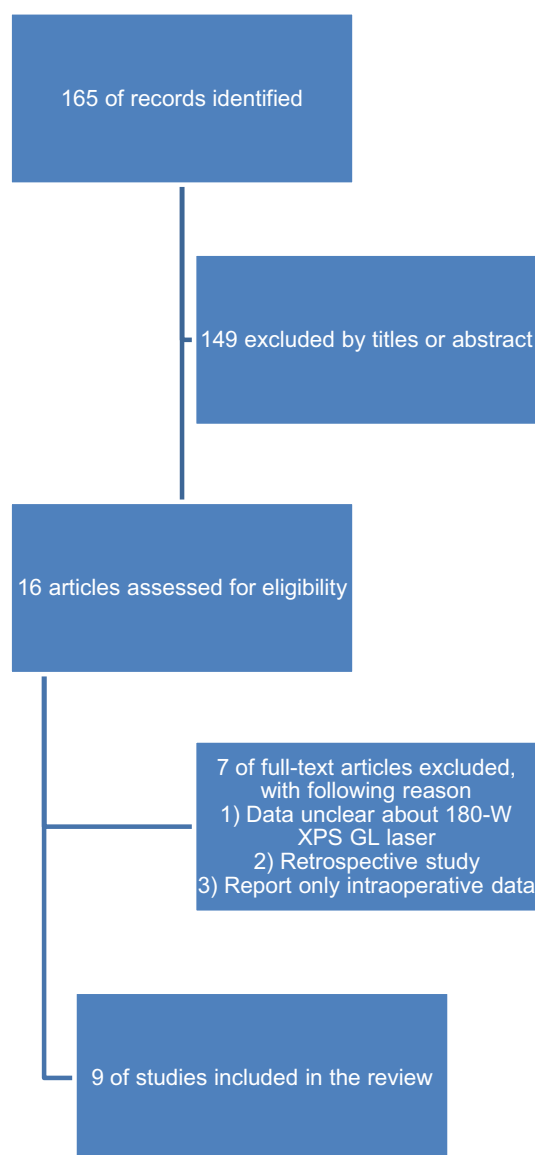 165 of records identified
149 excluded by titles or abstract
16 articles assessed for eligibility
7 of full-text articles excluded,
with following reason
1) Data unclear about 180-W
XPS GL laser
2) Retrospective study
3) Report only intraoperative data
9 of studies included in the review